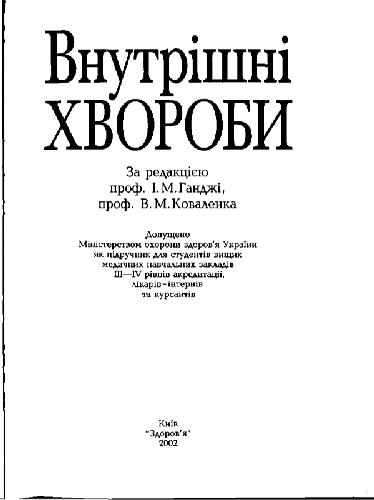 Внутрішні
ХВОРОБИ
За редакцією
проф. І.М.Ганджі,
проф. В.М.Коваленка
Допущено
Міністерством охорони здоров'я України
як підручник для студентів вищих
медичних навчальних закладів
III—IV рівнів акредитації,
лікарів-інтернів
та курсантів
Київ
"Здоров'я"
2002